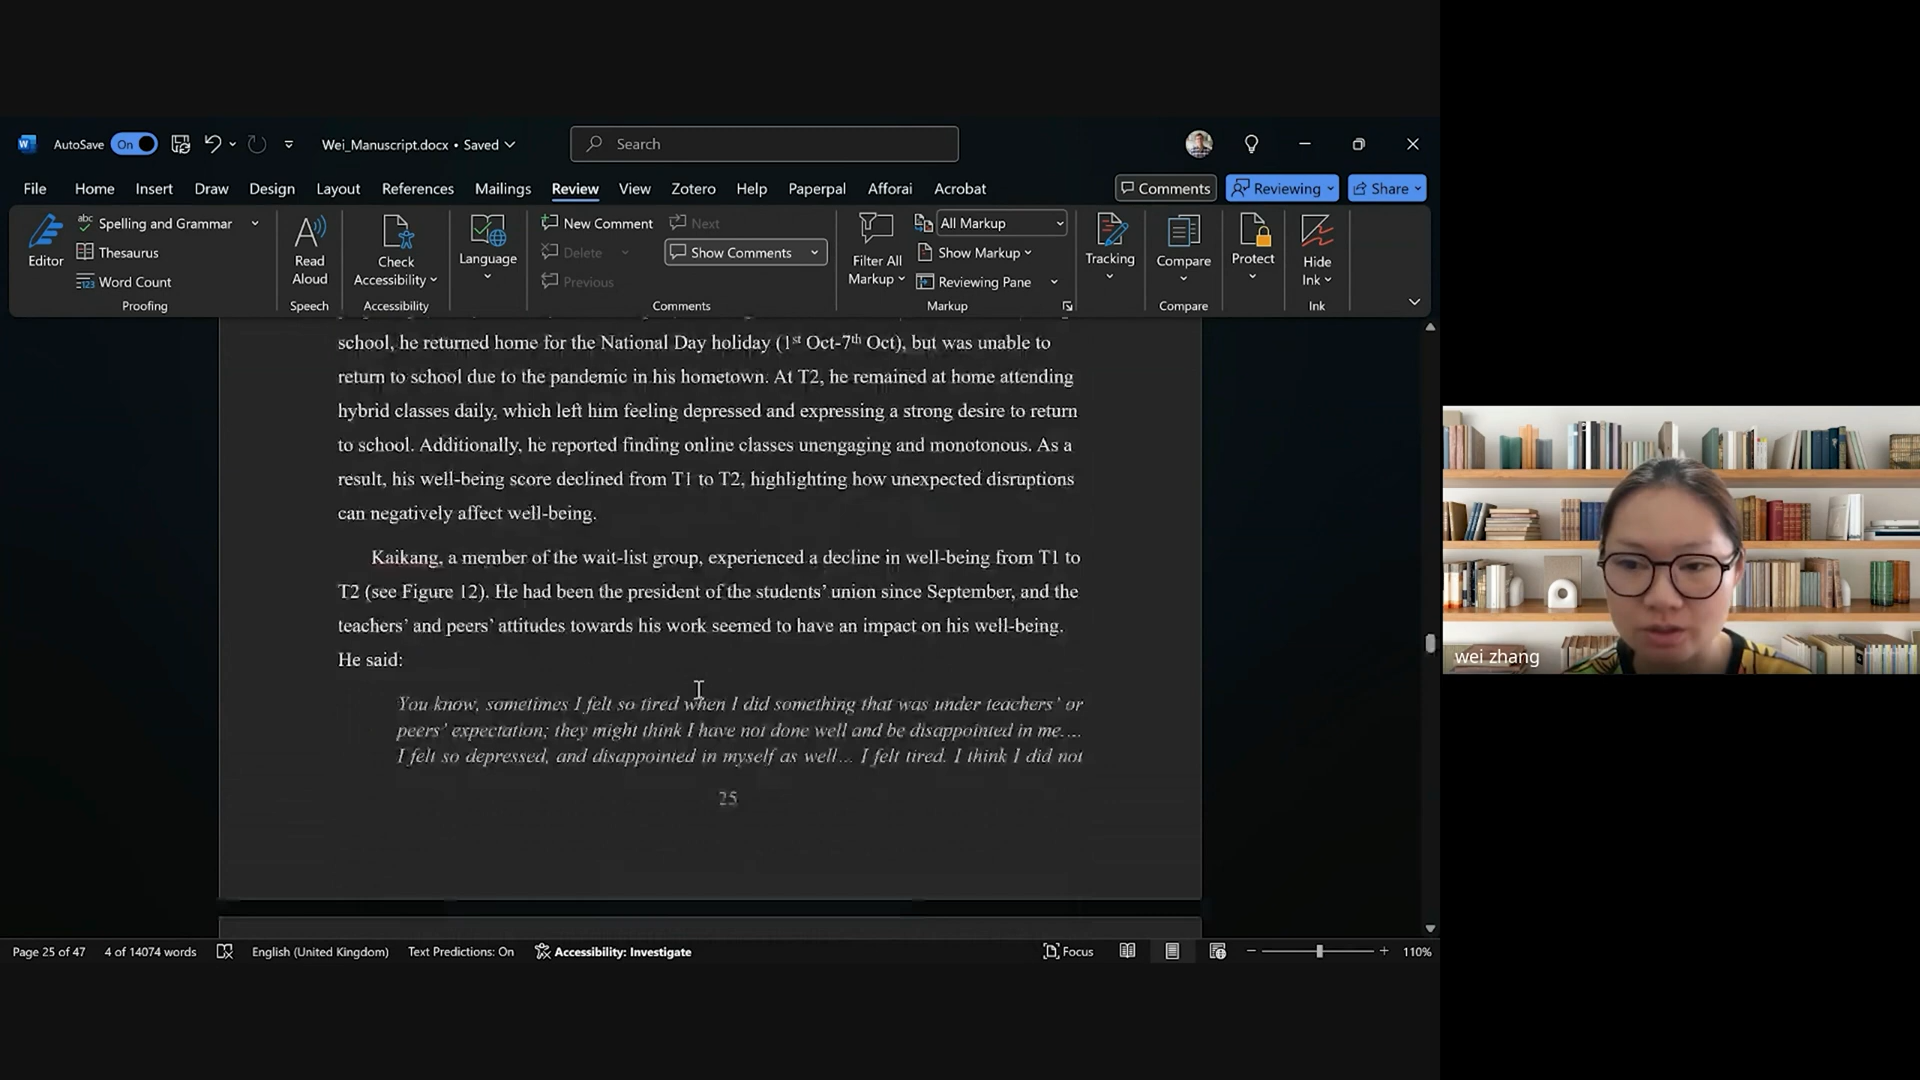 AutoSave On Wei_Manuscript.docx • Saved Search
File Home Insert Draw Design Layout References Mailings Review View Zotero Help Paperpal Afforai Acrobat Comments Reviewing Share
Editor
abc Spelling and Grammar
Thesaurus
123 Word Count
Proofing
Read Aloud
Speech
Check Accessibility
Accessibility
Language
New Comment
Delete
Previous
Next
Show Comments
Comments
Filter All Markup
All Markup
Show Markup
Reviewing Pane
Markup
Tracking
Compare
Compare
Protect
Hide Ink
Ink
school, he returned home for the National Day holiday (1st Oct-7th Oct), but was unable to
return to school due to the pandemic in his hometown. At T2, he remained at home attending
hybrid classes daily, which left him feeling depressed and expressing a strong desire to return
to school. Additionally, he reported finding online classes unengaging and monotonous. As a
result, his well-being score declined from T1 to T2, highlighting how unexpected disruptions
can negatively affect well-being.
Kaikang, a member of the wait-list group, experienced a decline in well-being from T1 to
T2 (see Figure 12). He had been the president of the students’ union since September, and the
teachers’ and peers’ attitudes towards his work seemed to have an impact on his well-being.
He said:
You know, sometimes I felt so tired when I did something that was under teachers’ or
peers’ expectation; they might think I have not done well and be disappointed in me....
I felt so depressed, and disappointed in myself as well... I felt tired. I think I did not
25
Page 25 of 47 4 of 14074 words English (United Kingdom) Text Predictions: On Accessibility: Investigate Focus 110%
wei zhang